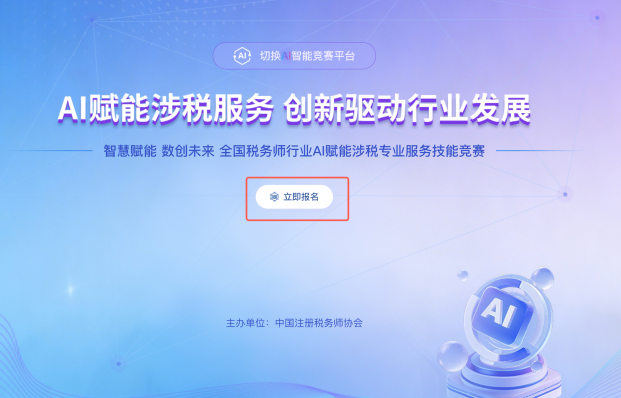 AI 切换AI智能竞赛平台
AI赋能涉税服务 创新驱动行业发展
智慧赋能 数创未来 全国税务师行业AI赋能涉税专业服务技能竞赛
立即报名
AI
主办单位：中国注册税务师协会